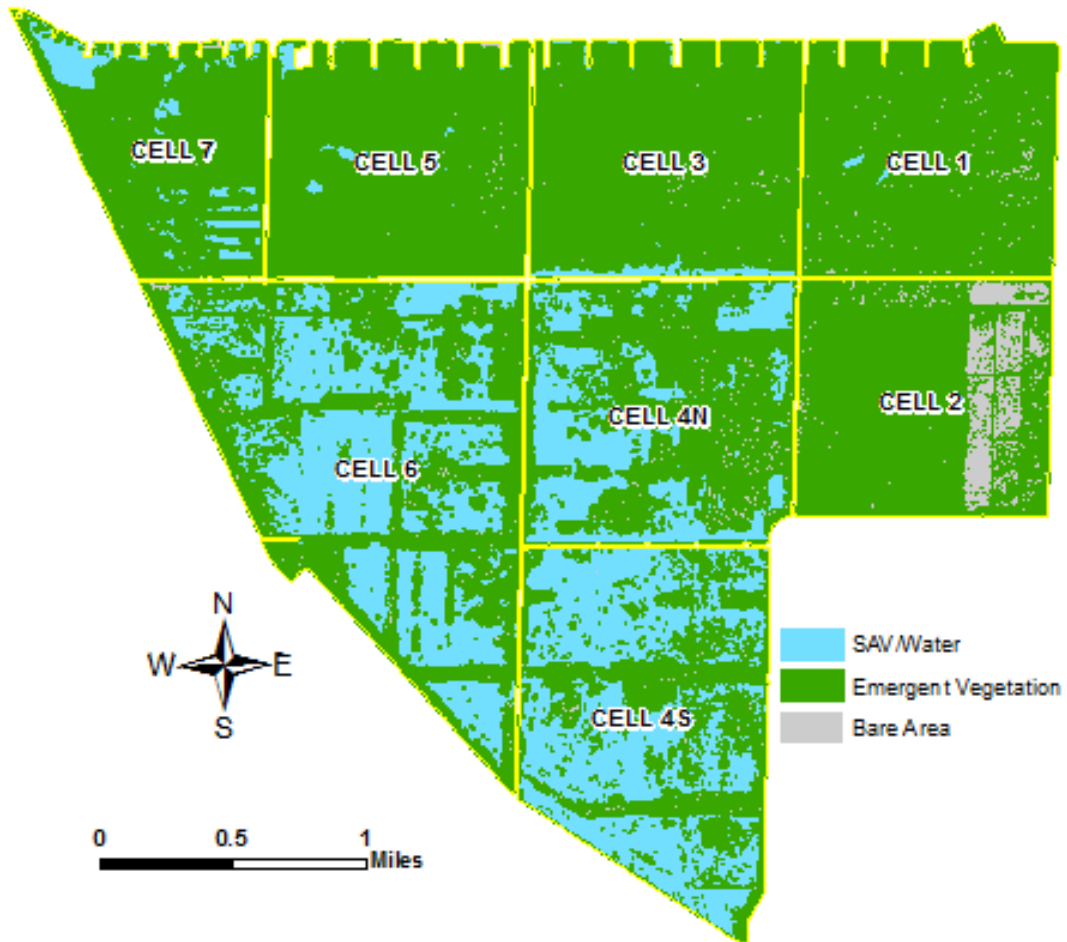 CELL 7
CELL 5
CELL 3
CELL 1
CELL 2
CELL 4N
CELL 6
N
W E
S
SAV/Water
Emergent Vegetation
Bare Area
CELL 4S
0 0.5 1
Miles